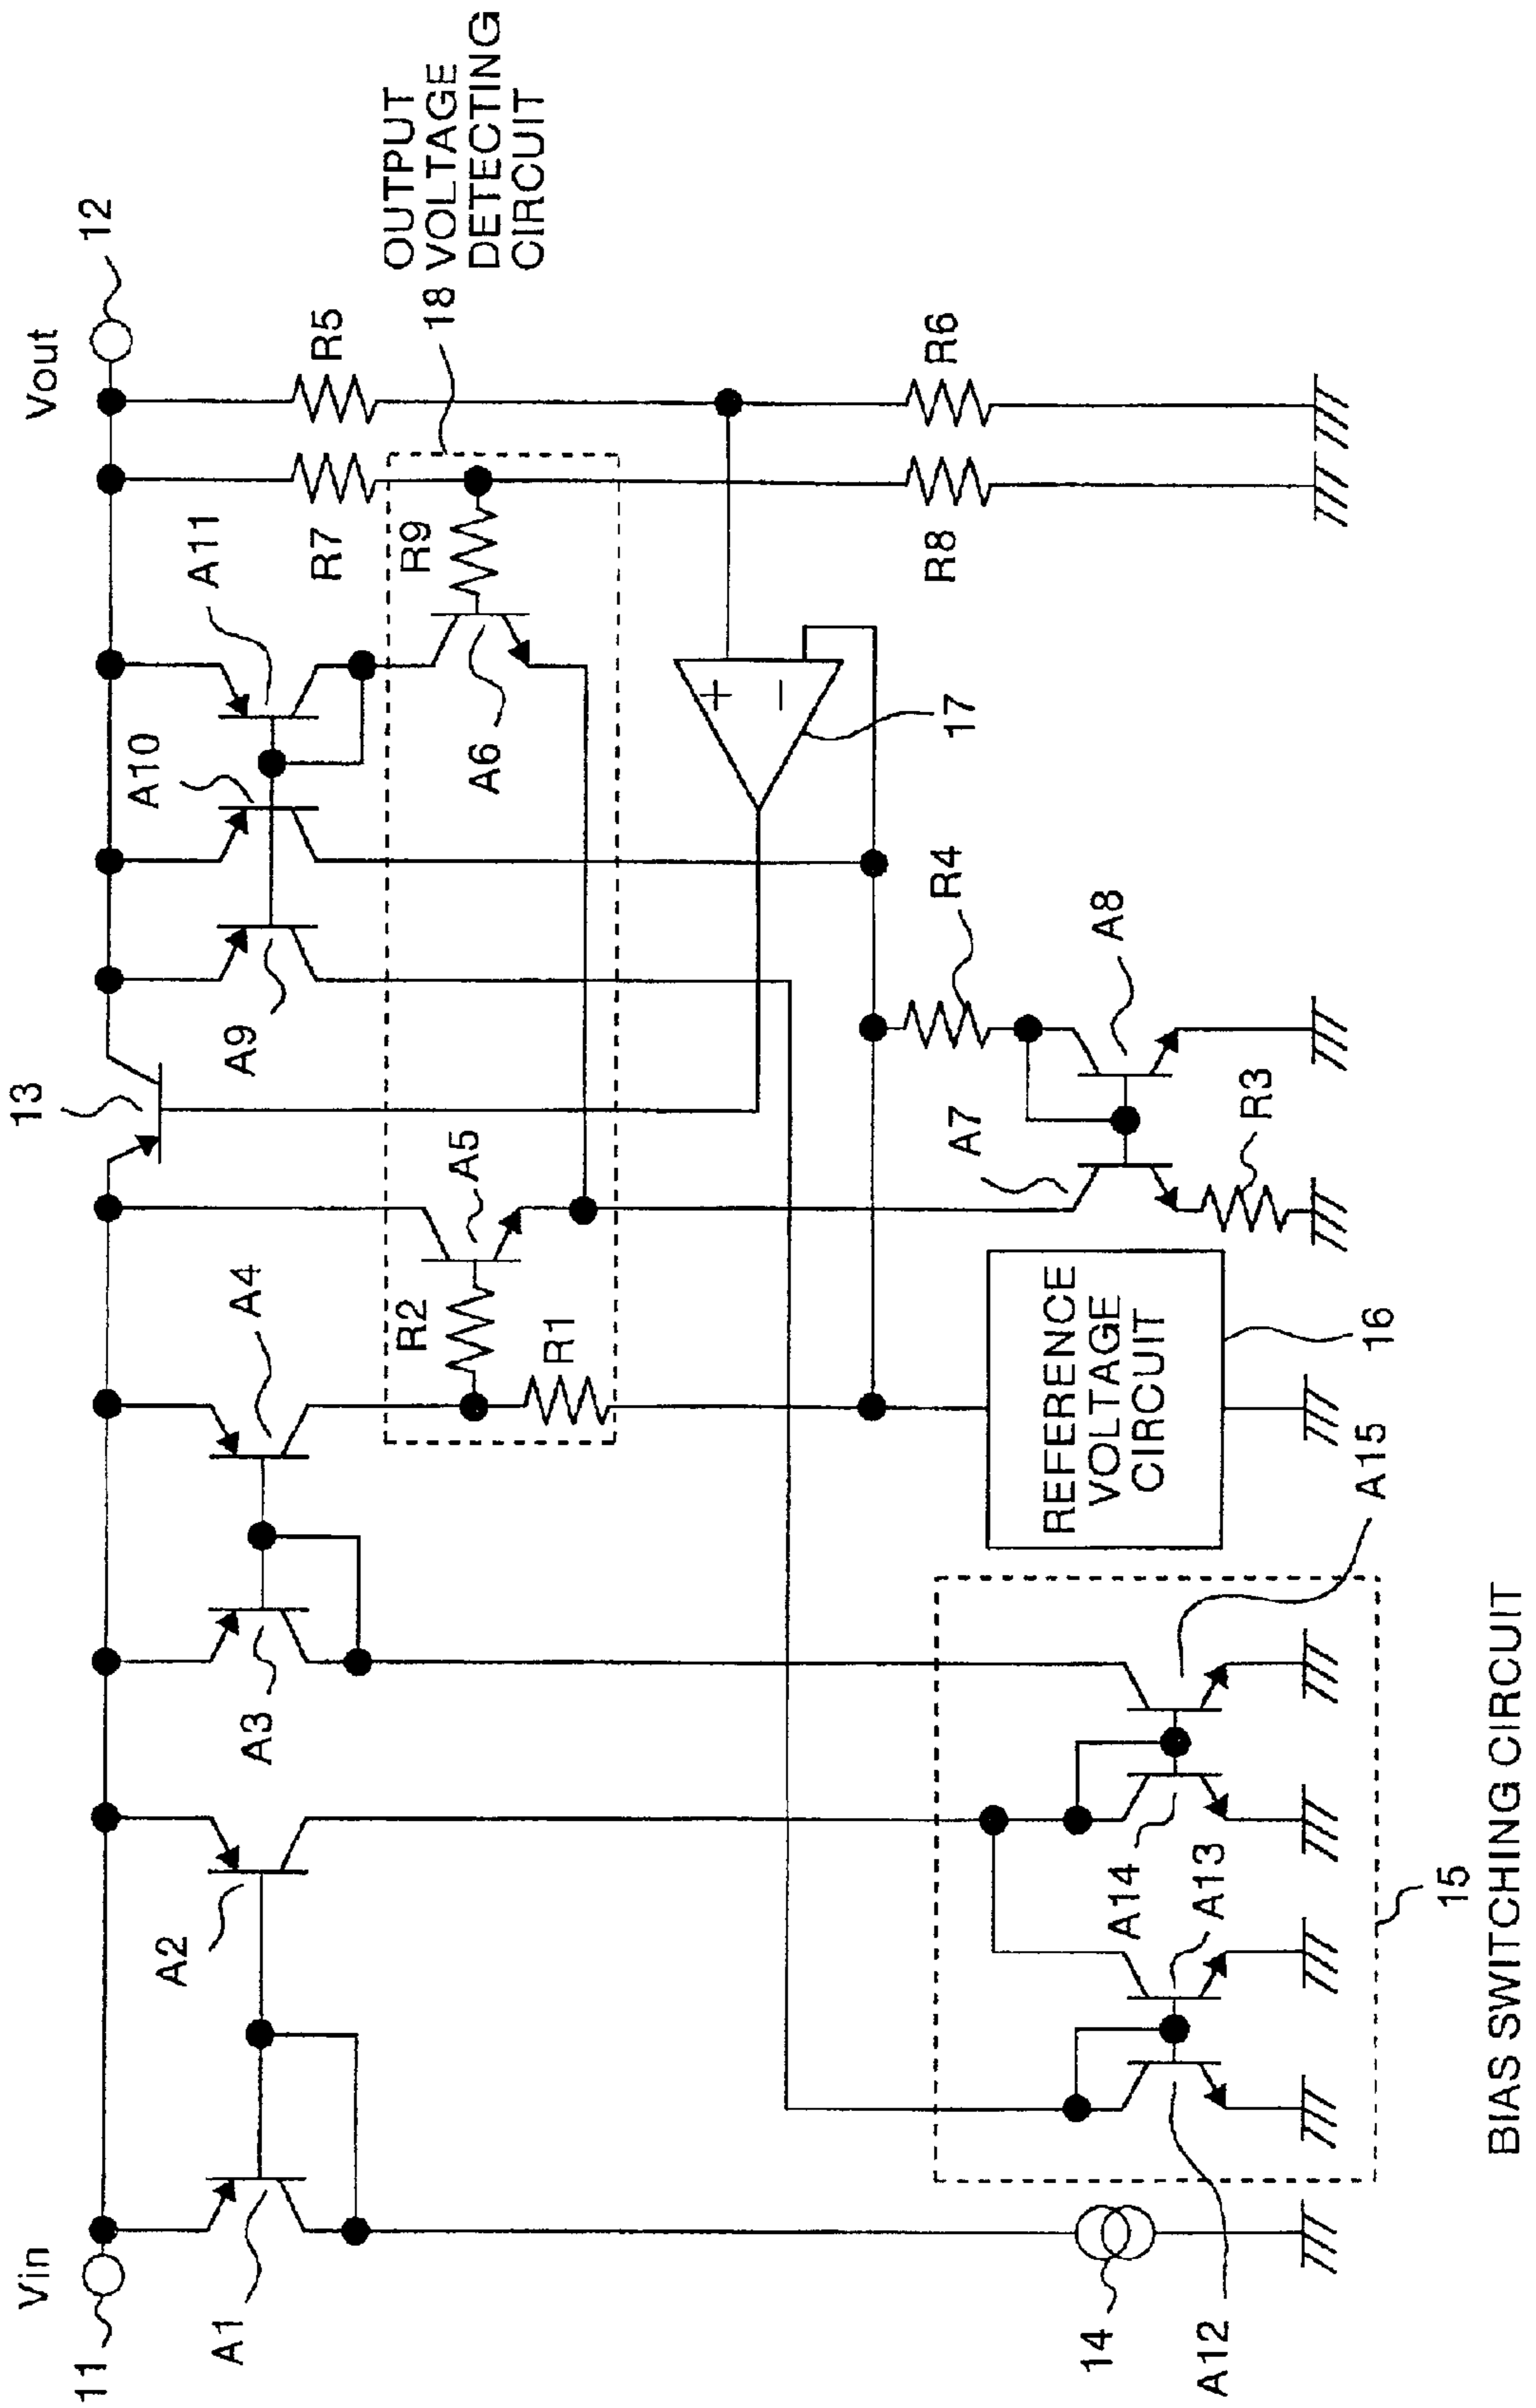 Vin
11
Vout
12
13
A1
A2
A3
A4
A9
A10
A11
R7
R5
OUTPUT
18 VOLTAGE
DETECTING
CIRCUIT
R2
A5
R1
A6
R9
17
R8
R6
R4
A7
A8
R3
REFERENCE
VOLTAGE
CIRCUIT
16
A15
A14
A13
A12
14
15
BIAS SWITCHING CIRCUIT